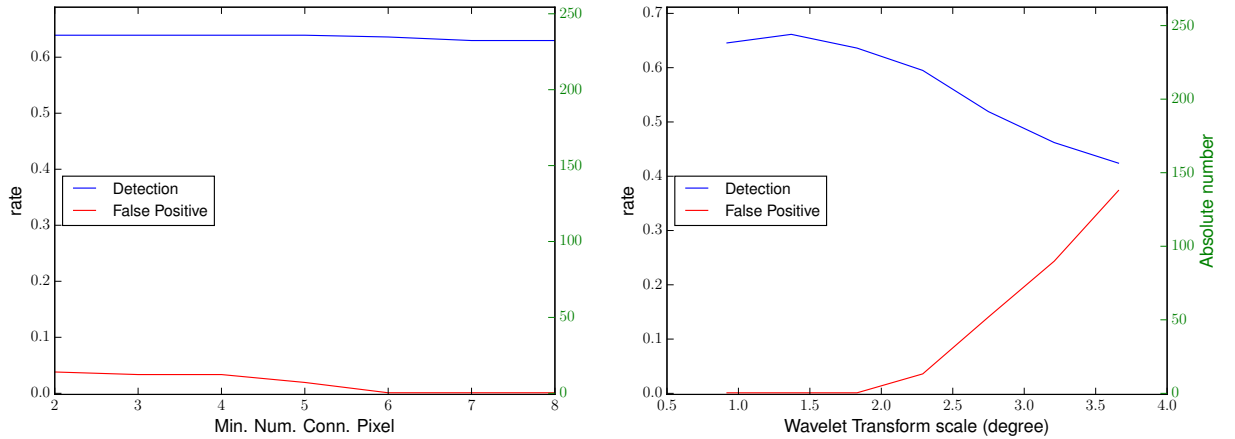 0.6
0.5
0.4
0.3
0.2
0.1
0.0
rate
250
200
150
100
50
0
Detection
False Positive
2 3 4 5 6 7 8
Min. Num. Conn. Pixel
0.7
0.6
0.5
0.4
0.3
0.2
0.1
0.0
rate
250
200
150
100
50
0
Absolute number
Detection
False Positive
0.5 1.0 1.5 2.0 2.5 3.0 3.5 4.0
Wavelet Transform scale (degree)